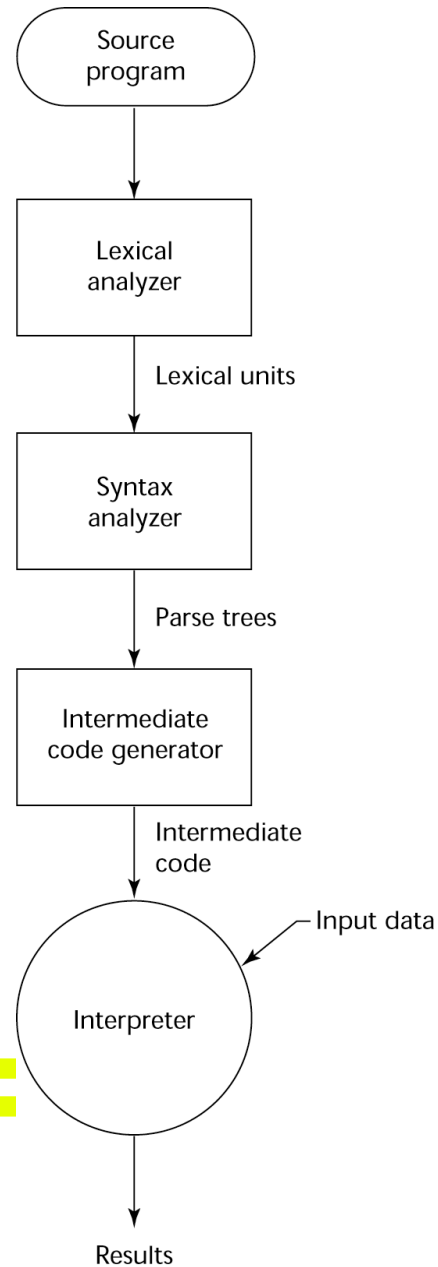 Source
program
Lexical
analyzer
Lexical units
Syntax
analyzer
Parse trees
Intermediate
code generator
Intermediate
code
Input data
Interpreter
Results